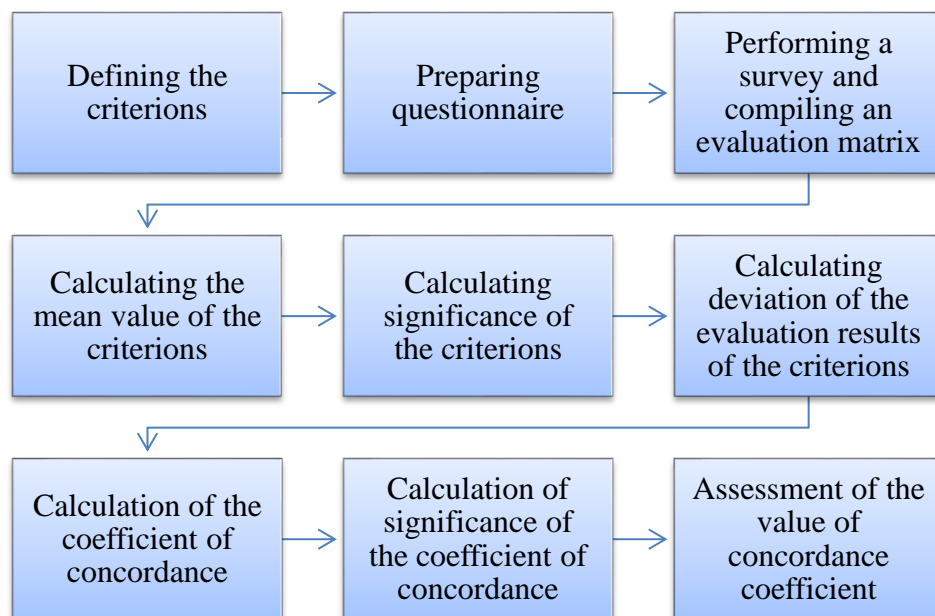 Defining the
criterions
Preparing
questionnaire
Performing a
survey and
compiling an
evaluation matrix
Calculating the
mean value of the
criterions
Calculating
significance of
the criterions
Calculating
deviation of the
evaluation results
of the criterions
Calculation of the
coefficient of
concordance
Calculation of
significance of
the coefficient of
concordance
Assessment of the
value of
concordance
coefficient